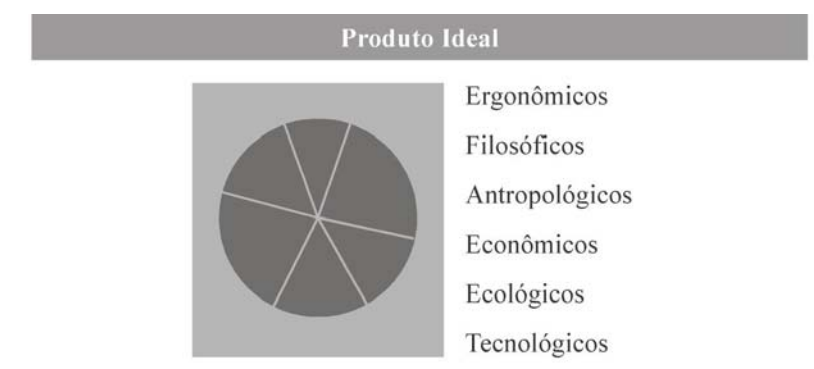 Produto Ideal
Ergonômicos
Filosóficos
Antropológicos
Econômicos
Ecológicos
Tecnológicos